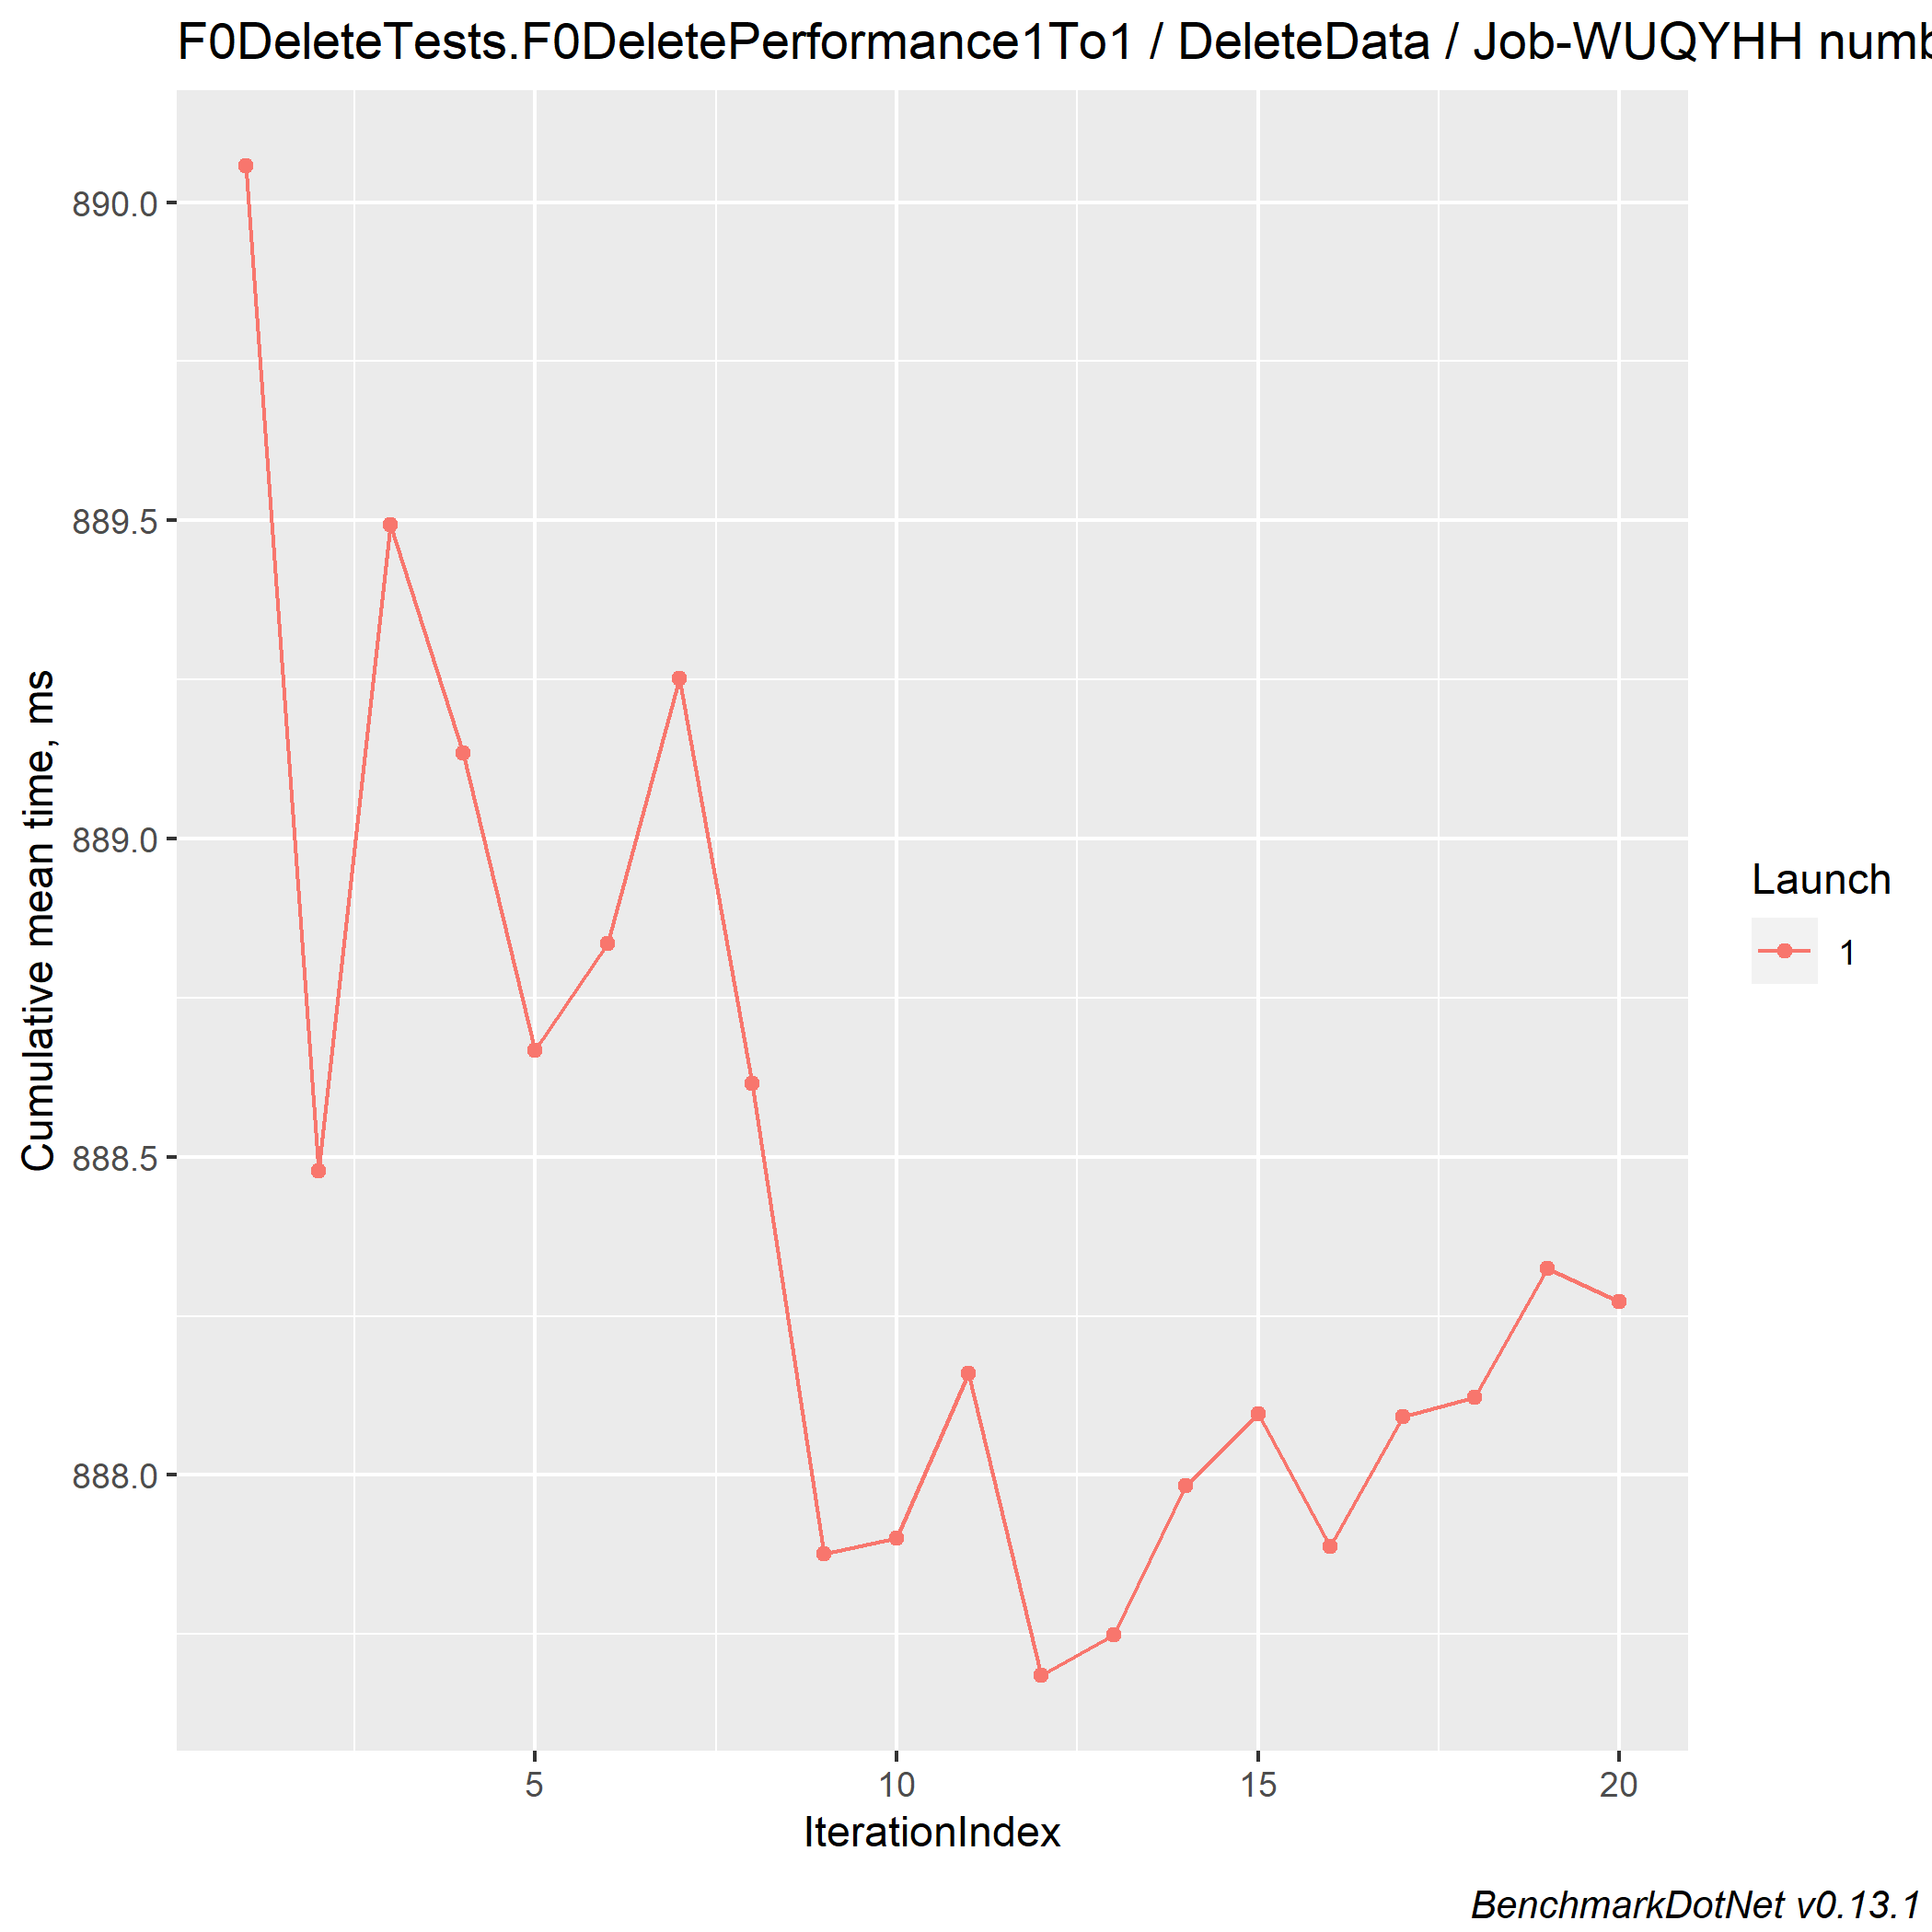 F0DeleteTests.F0DeletePerformance1To1 / DeleteData / Job-WUQYHH numb
890.0
889.5
889.0
888.5
888.0
Cumulative mean time, ms
5 10 15 20
IterationIndex
Launch
1
BenchmarkDotNet v0.13.1